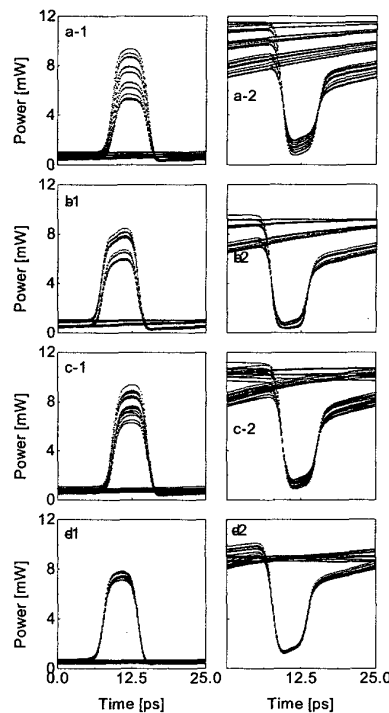 a-1
a-2
Power [mW]
12
8
4
0
b1
b2
Power [mW]
12
8
4
0
c-1
c-2
Power [mW]
12
8
4
0
d1
d2
Power [mW]
12
8
4
0
0.0 12.5 25.0 12.5 25.0
Time [ps] Time [ps]